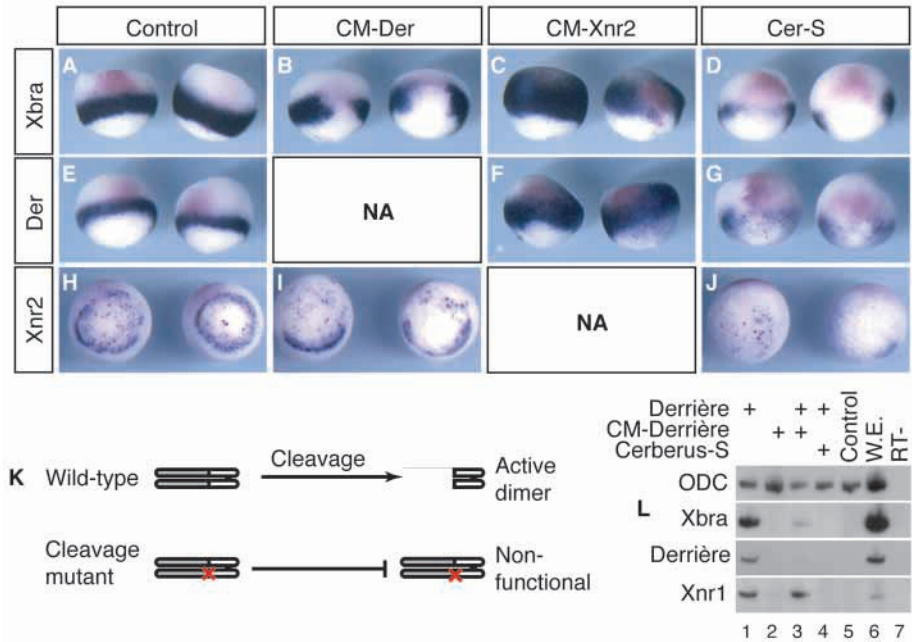 Control CM-Der CM-Xnr2 Cer-S
Xbra
A B C D
Der
E NA F G
Xnr2
H I NA J
K Wild-type Cleavage Active dimer
Cleavage mutant Non-functional
Derrière + + +
CM-Derrière + +
Cerberus-S +
Control
W.E.
RT-
L
ODC
Xbra
Derrière
Xnr1
1 2 3 4 5 6 7